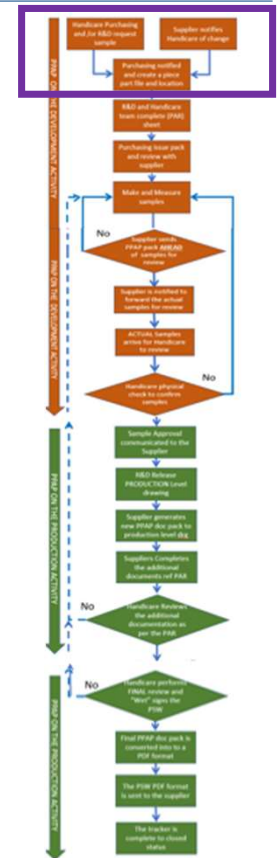 Handicare Purchasing
and /or R&D request
sample
Supplier notifies
Handicare of change
Purchasing notified
and create a piece
part file and location
R&D and Handicare
team complete (PAR)
sheet
Purchasing issue pack
and review with
supplier
Make and Measure
samples
No
Supplier sends
PPAP pack AHEAD
of samples for
review
Supplier is notified to
forward the actual
samples for review
ACTUAL Samples
arrive for Handicare
to review
No
Handicare physical
check to confirm
samples
PPAP ON THE DEVELOPMENT ACTIVITY
PPAP ON THE DEVELOPMENT ACTIVITY
Sample Approval
communicated to the
Supplier
R&D Release
PRODUCTION Level
drawing
Supplier generates
new PPAP doc pack to
production level dwg
Suppliers Completes
the additional
documents ref PAR
No
Handicare Reviews
the additional
documentation as
per the PAR
PPAP ON THE PRODUCTION ACTIVITY
No
Handicare performs
FINAL review and
"Wet" signs the
PSW
Final PPAP doc pack is
converted into to a
PDF format
The PSW PDF format
is sent to the supplier
The tracker is
complete to closed
status
PPAP ON THE PRODUCTION ACTIVITY